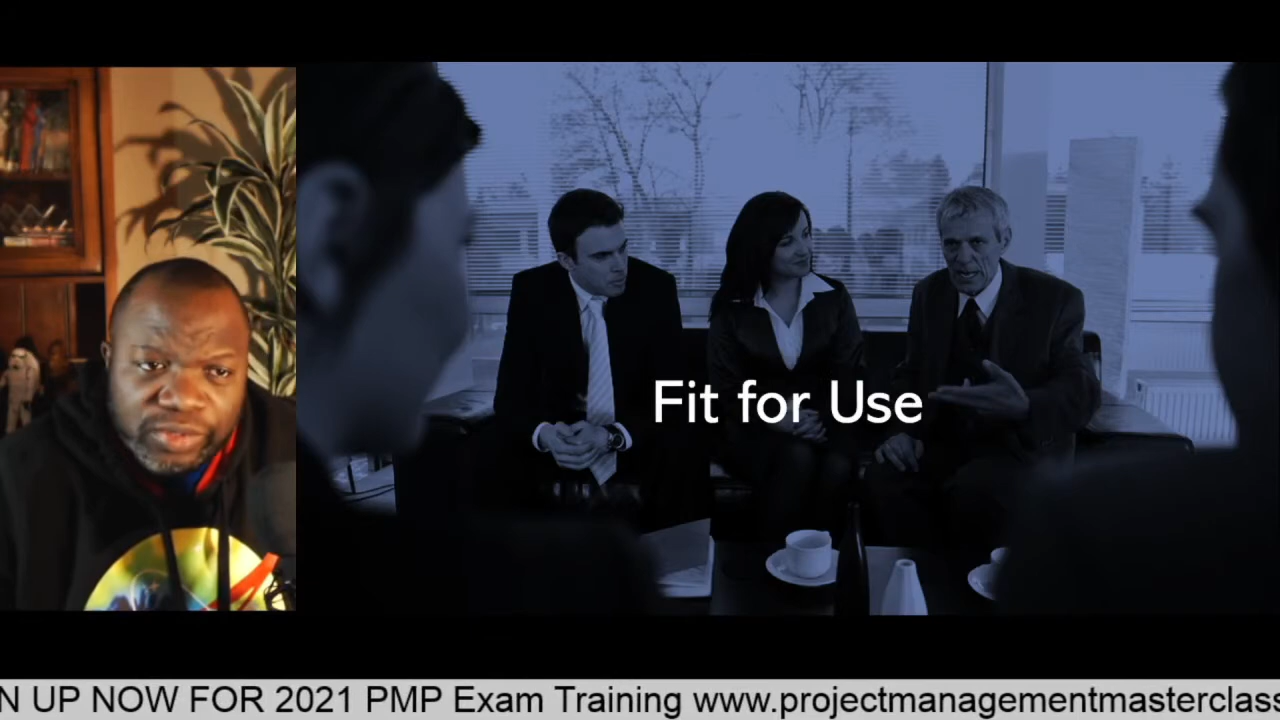 Fit for Use
N UP NOW FOR 2021 PMP Exam Training www.projectmanagementmasterclass